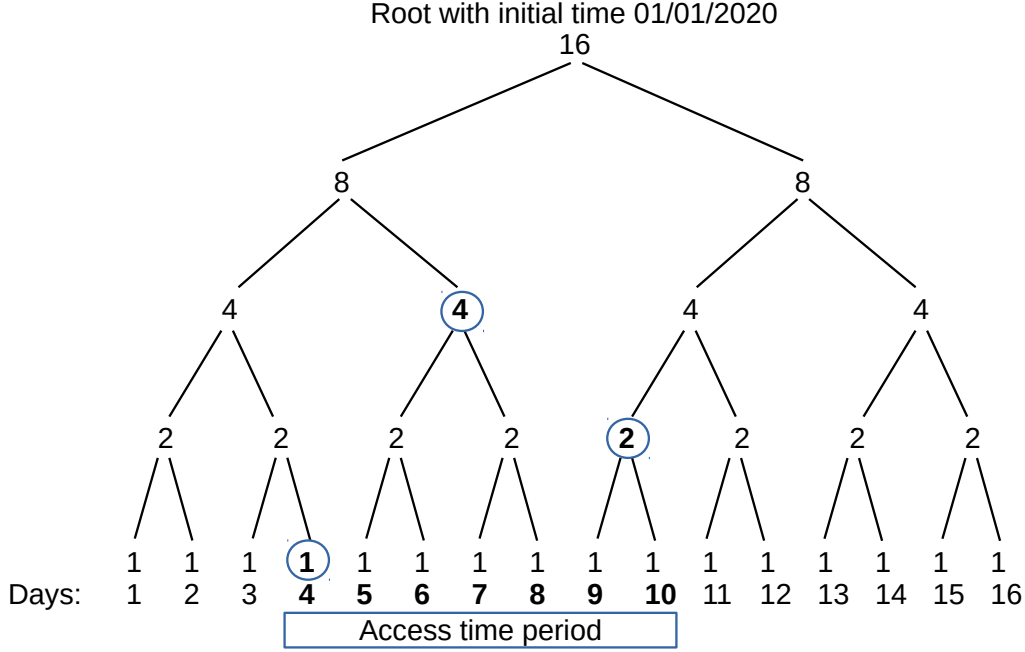 Root with initial time 01/01/2020
16
8 8
4 4 4 4
2 2 2 2 2 2 2 2
1 1 1 1 1 1 1 1 1 1 1 1 1 1 1 1
Days: 1 2 3 4 5 6 7 8 9 10 11 12 13 14 15 16
Access time period